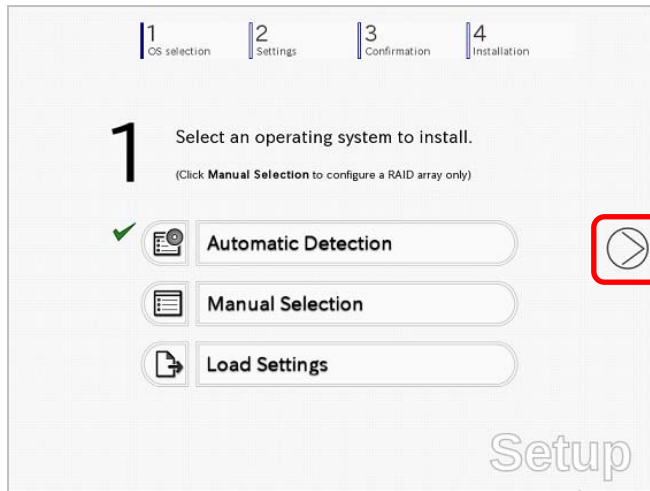 1 2 3 4
OS selection Settings Confirmation Installation
1 Select an operating system to install.
(Click Manual Selection to configure a RAID array only)
Automatic Detection
Manual Selection
Load Settings
Setup